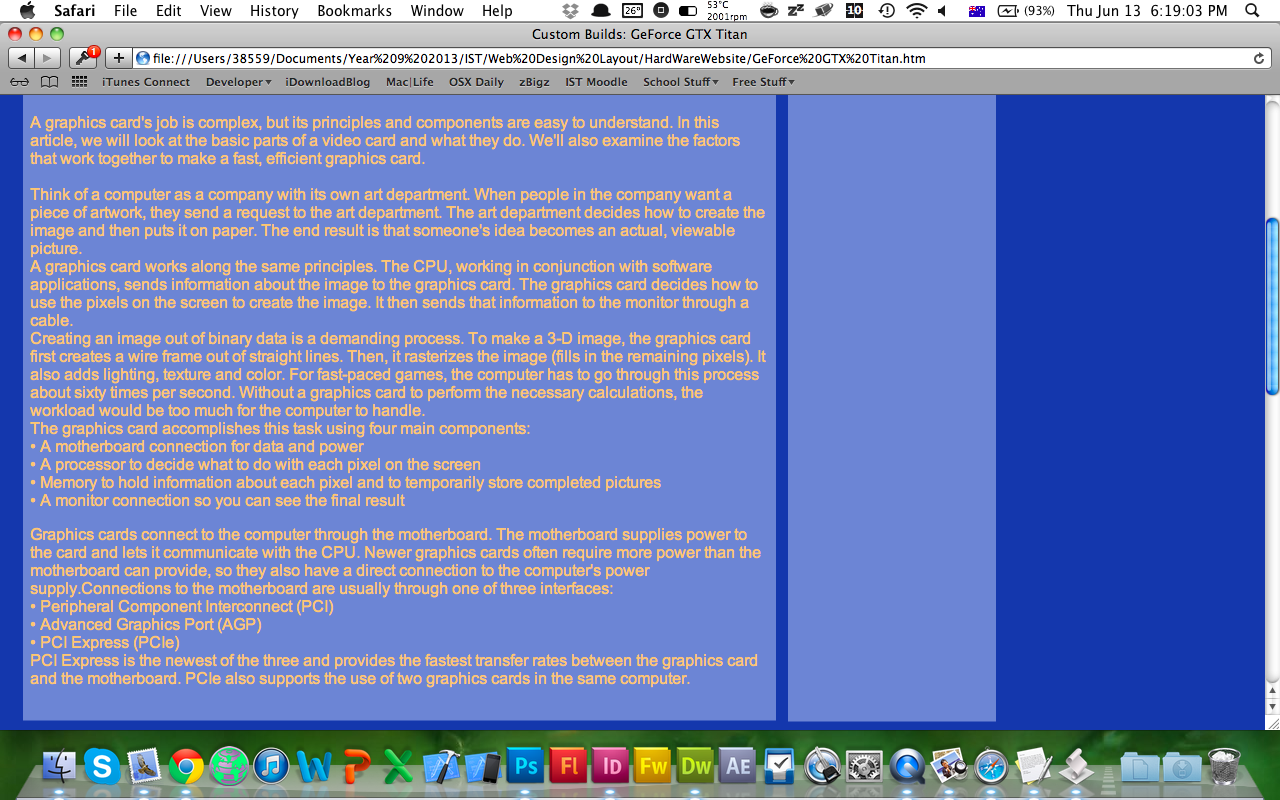 Safari File Edit View History Bookmarks Window Help 26° 53°C 2001rpm 10 (93%) Thu Jun 13 6:19:03 PM
Custom Builds: GeForce GTX Titan
1 file:///Users/38559/Documents/Year%209%202013/IST/Web%20Design%20Layout/HardWareWebsite/GeForce%20GTX%20Titan.htm
iTunes Connect Developer iDownloadBlog Mac|Life OSX Daily zBigz IST Moodle School Stuff Free Stuff
A graphics card's job is complex, but its principles and components are easy to understand. In this
article, we will look at the basic parts of a video card and what they do. We'll also examine the factors
that work together to make a fast, efficient graphics card.
Think of a computer as a company with its own art department. When people in the company want a
piece of artwork, they send a request to the art department. The art department decides how to create the
image and then puts it on paper. The end result is that someone's idea becomes an actual, viewable
picture.
A graphics card works along the same principles. The CPU, working in conjunction with software
applications, sends information about the image to the graphics card. The graphics card decides how to
use the pixels on the screen to create the image. It then sends that information to the monitor through a
cable.
Creating an image out of binary data is a demanding process. To make a 3-D image, the graphics card
first creates a wire frame out of straight lines. Then, it rasterizes the image (fills in the remaining pixels). It
also adds lighting, texture and color. For fast-paced games, the computer has to go through this process
about sixty times per second. Without a graphics card to perform the necessary calculations, the
workload would be too much for the computer to handle.
The graphics card accomplishes this task using four main components:
• A motherboard connection for data and power
• A processor to decide what to do with each pixel on the screen
• Memory to hold information about each pixel and to temporarily store completed pictures
• A monitor connection so you can see the final result
Graphics cards connect to the computer through the motherboard. The motherboard supplies power to
the card and lets it communicate with the CPU. Newer graphics cards often require more power than the
motherboard can provide, so they also have a direct connection to the computer's power
supply.Connections to the motherboard are usually through one of three interfaces:
• Peripheral Component Interconnect (PCI)
• Advanced Graphics Port (AGP)
• PCI Express (PCIe)
PCI Express is the newest of the three and provides the fastest transfer rates between the graphics card
and the motherboard. PCIe also supports the use of two graphics cards in the same computer.
S W P X Ps Fl Id Fw Dw AE